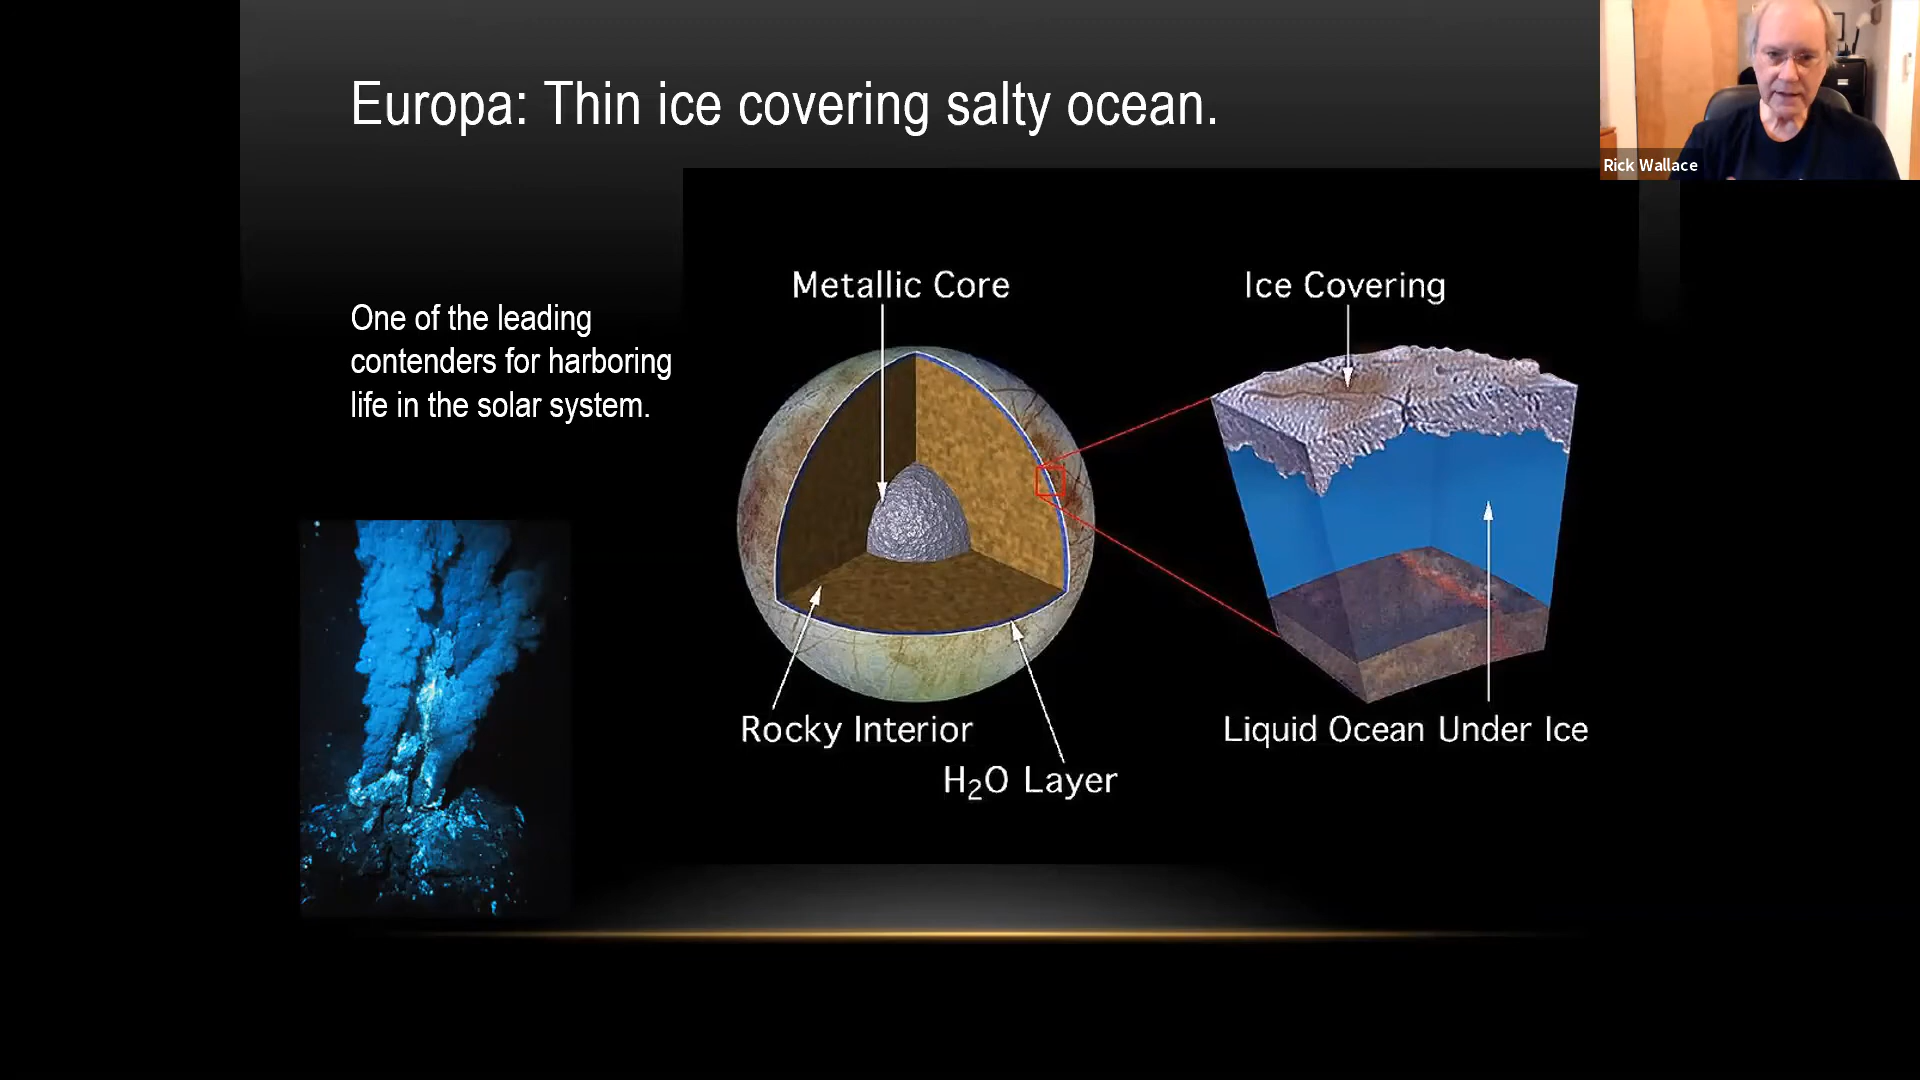 Europa: Thin ice covering salty ocean.
Rick Wallace
One of the leading
contenders for harboring
life in the solar system.
Metallic Core
Ice Covering
Rocky Interior
H₂O Layer
Liquid Ocean Under Ice